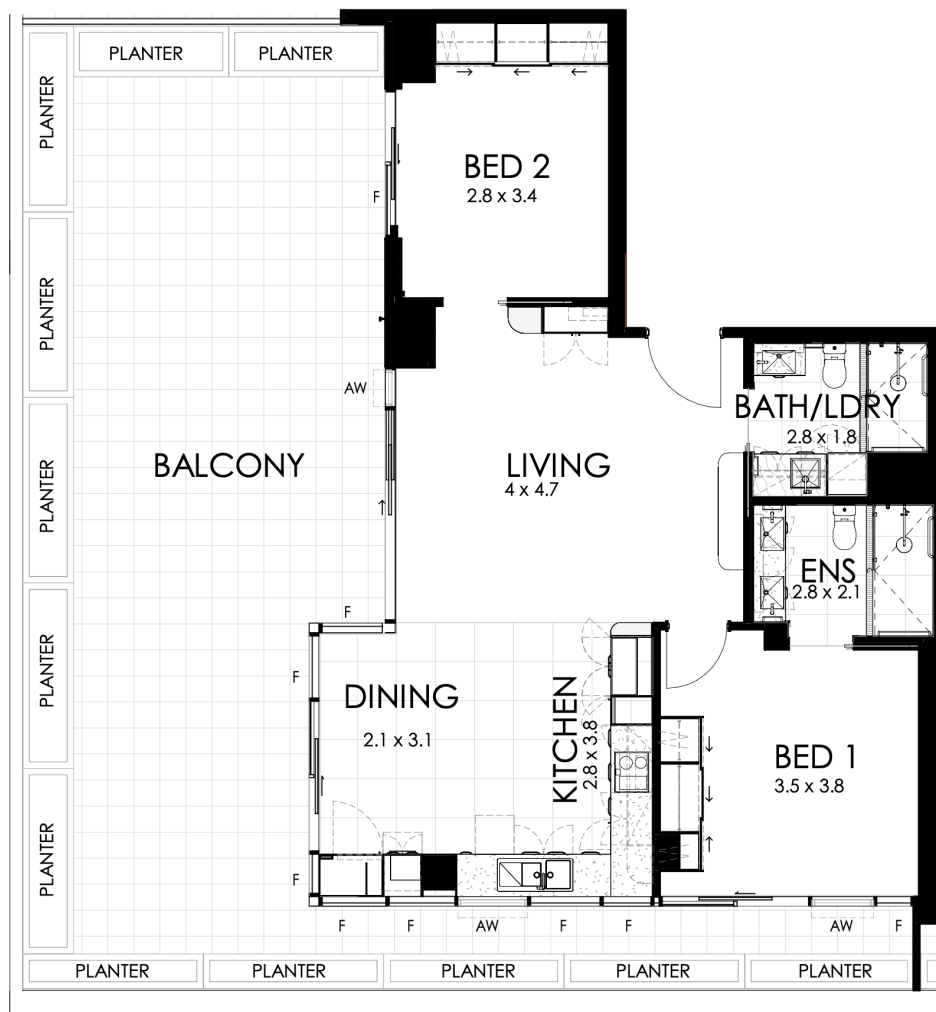 PLANTER
PLANTER
PLANTER
BED 2
2.8 x 3.4
F
PLANTER
AW
BATH/LDRY
2.8 x 1.8
BALCONY
LIVING
4 x 4.7
PLANTER
ENS
2.8 x 2.1
F
PLANTER
F
DINING
2.1 x 3.1
KITCHEN
2.8 x 3.8
BED 1
3.5 x 3.8
PLANTER
F
F
F
AW
F
F
AW
F
PLANTER
PLANTER
PLANTER
PLANTER
PLANTER